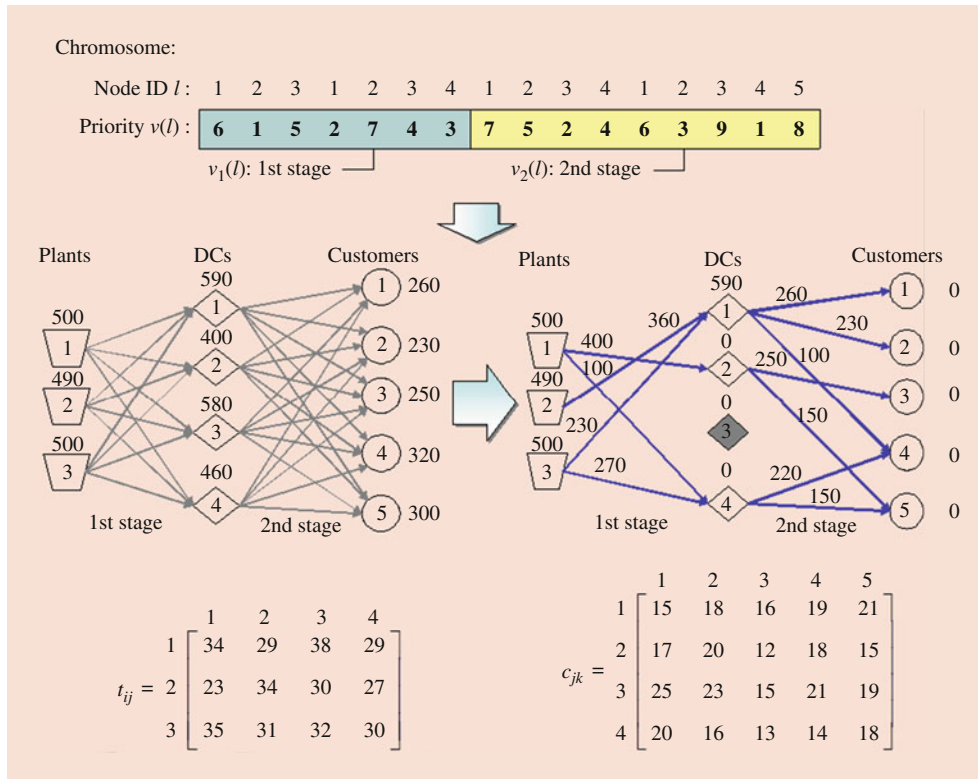 Chromosome:
Node ID l : 1 2 3 1 2 3 4 1 2 3 4 1 2 3 4 5
Priority v(l) : 6 1 5 2 7 4 3 7 5 2 4 6 3 9 1 8
v1(l): 1st stage v2(l): 2nd stage
Plants DCs Customers
590
1 260
1
500
1
400
2 230
2
490
2
580
3 250
3
500
3
460
4 320
4
5 300
1st stage 2nd stage
Plants DCs Customers
590
260 1 0
1
360
230
500
1
400
0
100
2 0
2
250
490
2
100
0
3 0
3
150
230
500
3
0
4 0
270
220
4
150
5 0
1st stage 2nd stage
1 2 3 4
1 34 29 38 29
tij = 2 23 34 30 27
3 35 31 32 30
1 2 3 4 5
1 15 18 16 19 21
2 17 20 12 18 15
cjk =
3 25 23 15 21 19
4 20 16 13 14 18